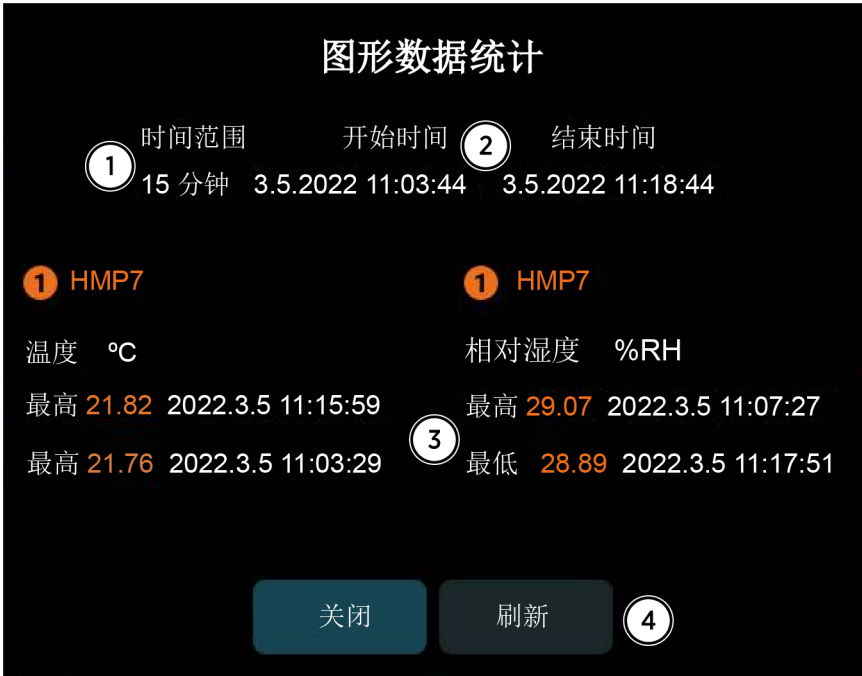 图形数据统计
时间范围 开始时间 2 结束时间
1
15 分钟 3.5.2022 11:03:44 3.5.2022 11:18:44
1 HMP7
温度 ºC
最高 21.82 2022.3.5 11:15:59
最高 21.76 2022.3.5 11:03:29
3
1 HMP7
相对湿度 %RH
最高 29.07 2022.3.5 11:07:27
最低 28.89 2022.3.5 11:17:51
关闭 刷新 4